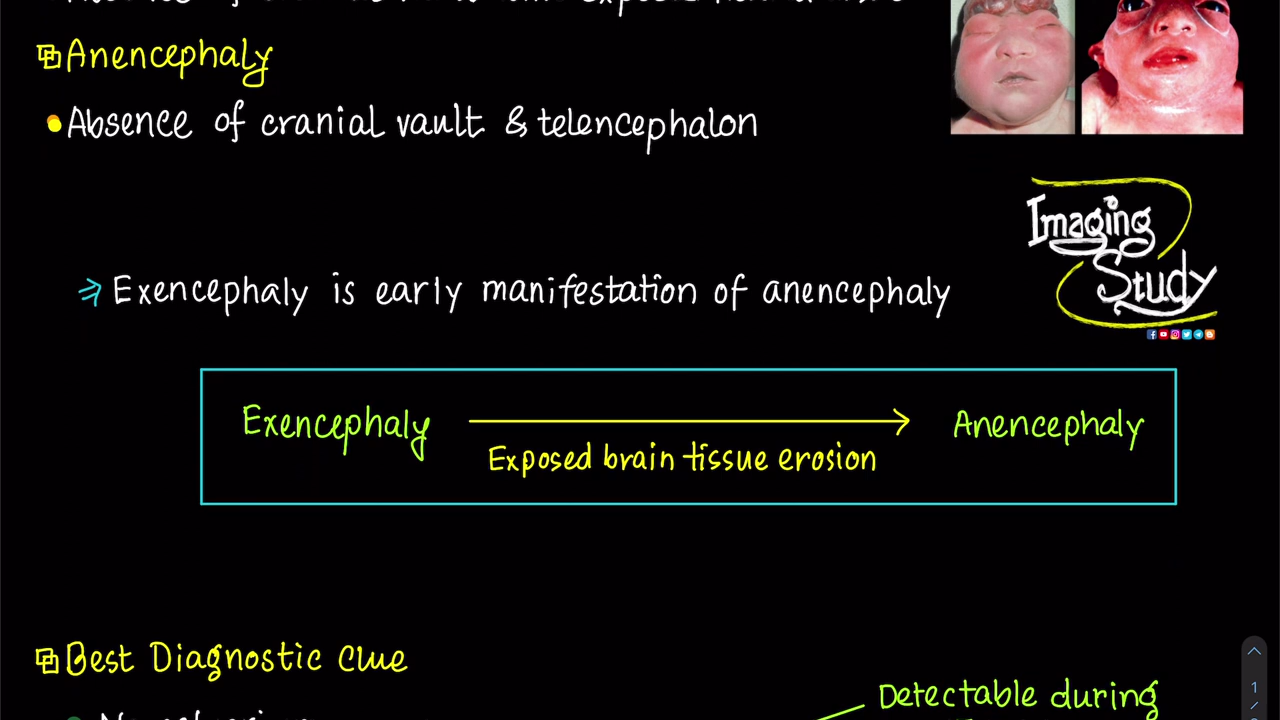 Anencephaly
Absence of cranial vault & telencephalon
Imaging
Study
⇒ Exencephaly is early manifestation of anencephaly
Exencephaly
Anencephaly
Exposed brain tissue erosion
Best Diagnostic Clue
Detectable during
1
/